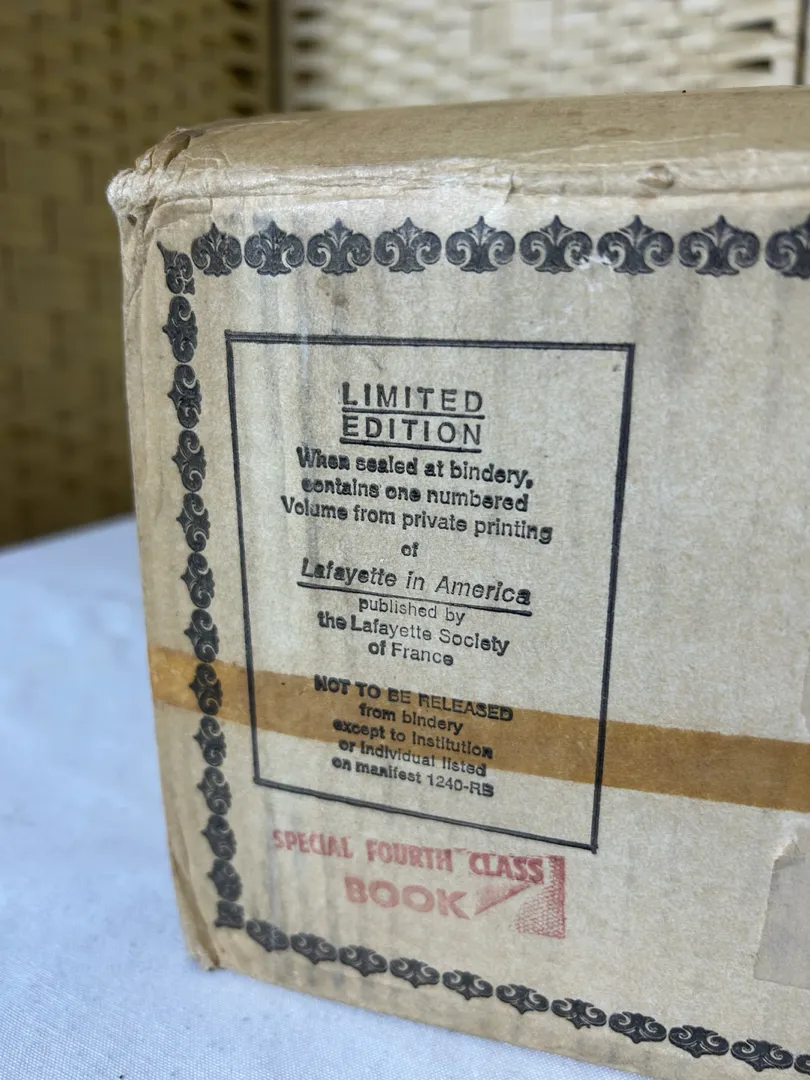 LIMITED
EDITION
When sealed at bindery,
contains one numbered
Volume from private printing
of
Lafayette in America
published by
the Lafayette Society
of France
NOT TO BE RELEASED
from bindery
except to Institution
or Individual listed
on manifest 1240-RB
SPECIAL FOURTH CLASS
BOOK